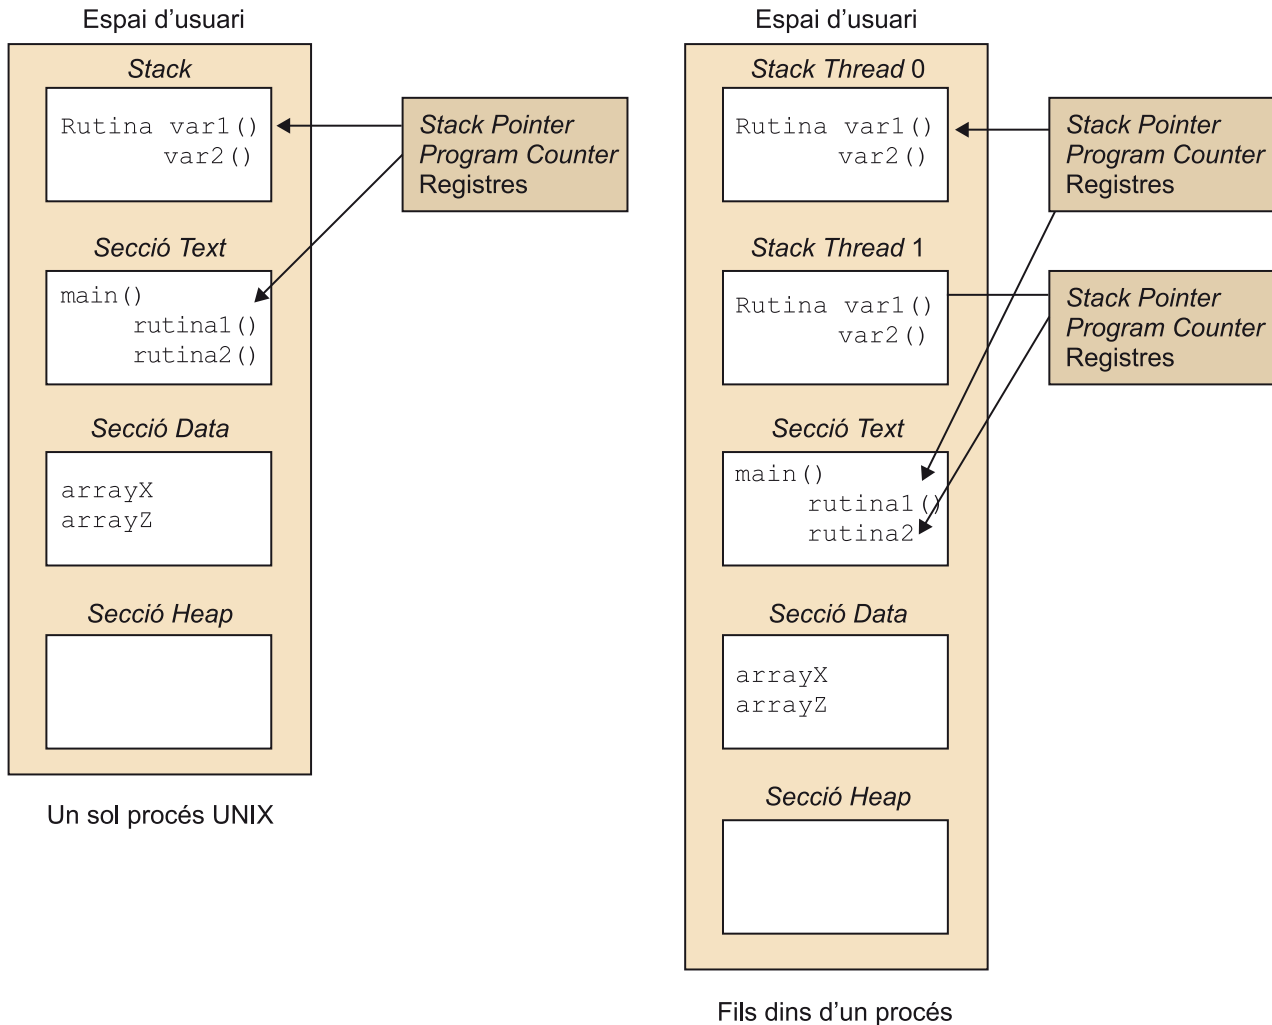 Espai d’usuari
Stack
Rutina var1()
var2()
Stack Pointer
Program Counter
Registres
Secció Text
main()
rutina1()
rutina2()
Secció Data
arrayX
arrayZ
Secció Heap
Un sol procés UNIX
Espai d’usuari
Stack Thread 0
Rutina var1()
var2()
Stack Pointer
Program Counter
Registres
Stack Thread 1
Rutina var1()
var2()
Stack Pointer
Program Counter
Registres
Secció Text
main()
rutina1()
rutina2
Secció Data
arrayX
arrayZ
Secció Heap
Fils dins d’un procés